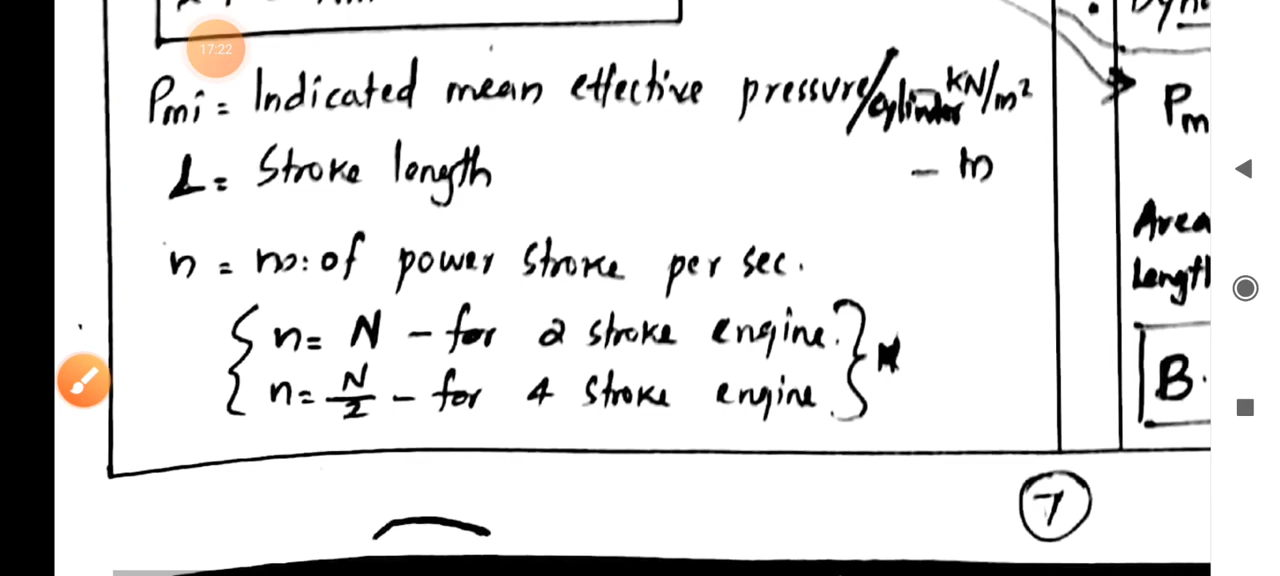 17:22
Pmi = Indicated mean effective pressure/cylinder kN/m²
L = Stroke length - m
n = no: of power stroke per sec.
n = N - for 2 stroke engine.
n = N/2 - for 4 stroke engine.
7
Pm
Area
Length
B.